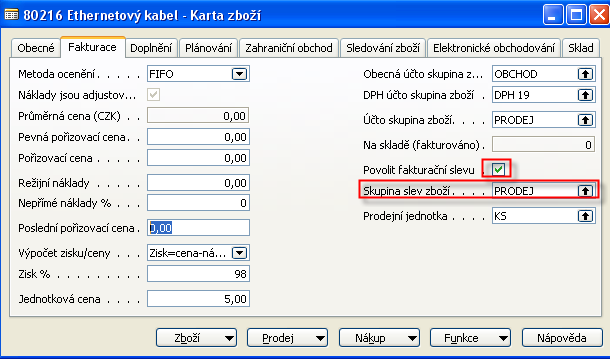 80216 Ethernetový kabel - Karta zboží
Obecné Fakturace Doplnění Plánování Zahraniční obchod Sledování zboží Elektronické obchodování Sklad
Metoda ocenění . . . . . FIFO
Náklady jsou adjustov... .
Průměrná cena (CZK) . . . 0,00
Pevná pořizovací cena. . . 0,00
Pořizovací cena . . . . . 0,00
Režijní náklady . . . . . 0,00
Nepřímé náklady % . . . 0
Poslední pořizovací cena . 0,00
Výpočet zisku/ceny . . . Zisk=cena-ná...
Zisk % . . . . . . . . . 98
Jednotková cena . . . . 5,00
Obecná účto skupina z... . OBCHOD
DPH účto skupina zboží . DPH 19
Účto skupina zboží. . . . PRODEJ
Na skladě (fakturováno) . 0
Povolit fakturační slevu .
Skupina slev zboží . . . . PRODEJ
Prodejní jednotka . . . . KS
Zboží Prodej Nákup Funkce Nápověda